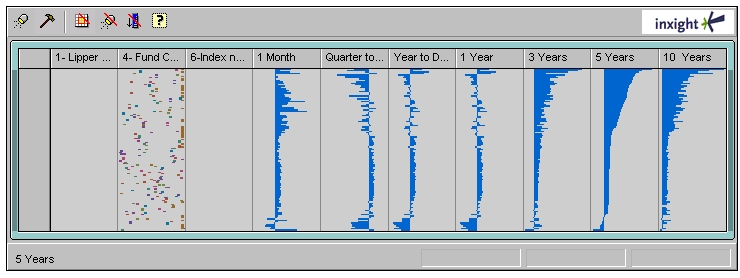 inxight
1- Lipper ... 4- Fund C... 6-Index n... 1 Month Quarter to... Year to D... 1 Year 3 Years 5 Years 10 Years
5 Years